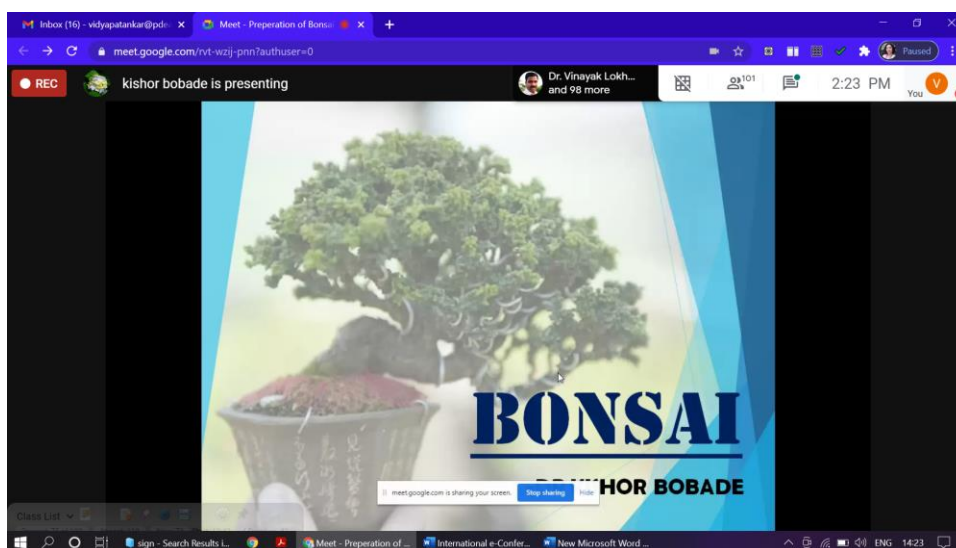 Inbox (16) - vidyapatankar@pde
Meet - Preperation of Bonsai
meet.google.com/rvt-wzij-pnn?authuser=0
Paused
REC
kishor bobade is presenting
Dr. Vinayak Lokh...
and 98 more
101
2:23 PM
You
V
BONSAI
HOR BOBADE
meet.google.com is sharing your screen.
Stop sharing
Hide
Class List
sign - Search Results i...
Meet - Preperation of ...
International e-Confer...
New Microsoft Word ...
ENG
14:23